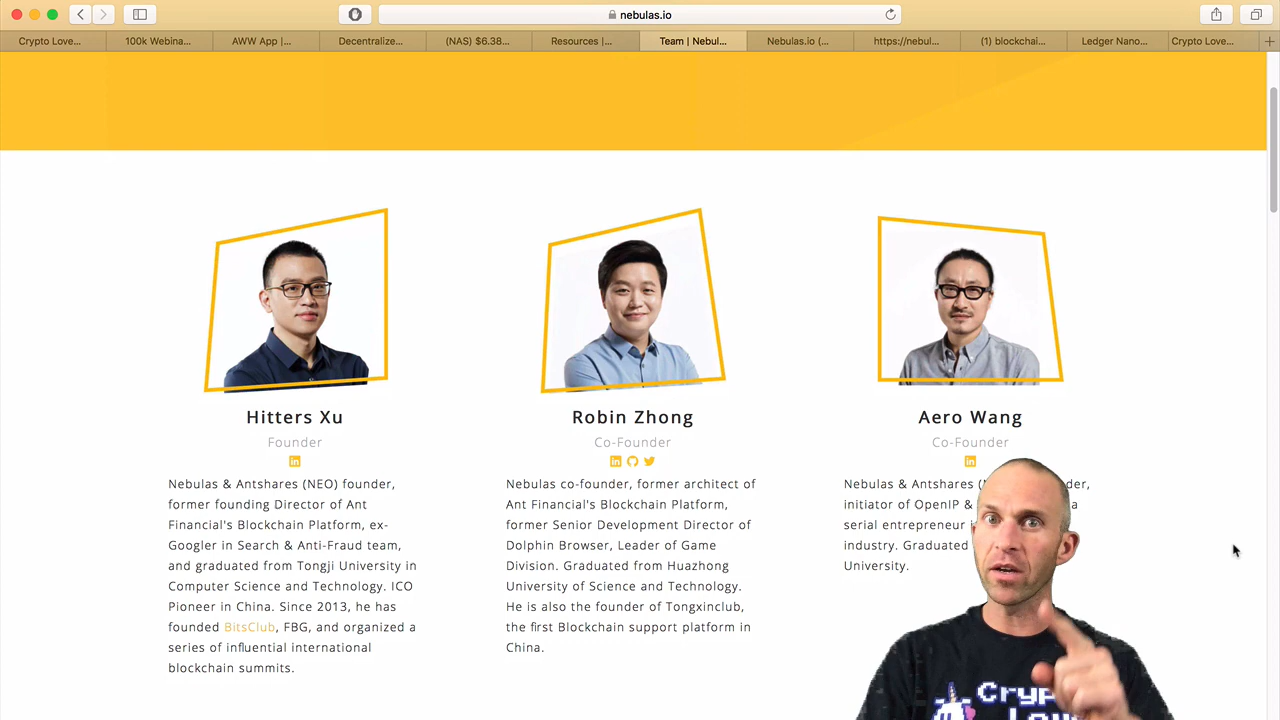 nebulas.io
Crypto Love...
100k Webina...
AWW App |...
Decentralize...
(NAS) $6.38...
Resources |...
Team | Nebul...
Nebulas.io (...
https://nebul...
(1) blockchai...
Ledger Nano...
Crypto Love...
Hitters Xu
Founder
Nebulas & Antshares (NEO) founder,
former founding Director of Ant
Financial's Blockchain Platform, ex-
Googler in Search & Anti-Fraud team,
and graduated from Tongji University in
Computer Science and Technology. ICO
Pioneer in China. Since 2013, he has
founded BitsClub, FBG, and organized a
series of influential international
blockchain summits.
Robin Zhong
Co-Founder
Nebulas co-founder, former architect of
Ant Financial's Blockchain Platform,
former Senior Development Director of
Dolphin Browser, Leader of Game
Division. Graduated from Huazhong
University of Science and Technology.
He is also the founder of Tongxinclub,
the first Blockchain support platform in
China.
Aero Wang
Co-Founder
Nebulas & Antshares
initiator of OpenIP & a
serial entrepreneur
industry. Graduated
University.